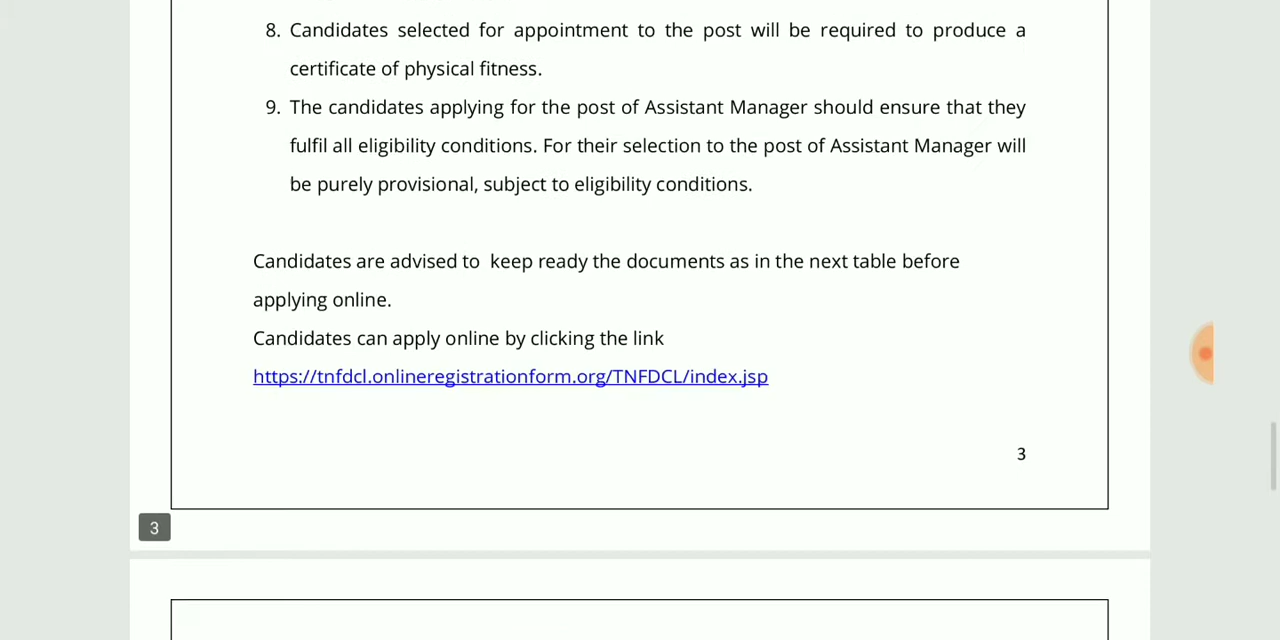 8. Candidates selected for appointment to the post will be required to produce a
certificate of physical fitness.
9. The candidates applying for the post of Assistant Manager should ensure that they
fulfil all eligibility conditions. For their selection to the post of Assistant Manager will
be purely provisional, subject to eligibility conditions.
Candidates are advised to keep ready the documents as in the next table before
applying online.
Candidates can apply online by clicking the link
https://tnfdcl.onlineregistrationform.org/TNFDCL/index.jsp
3
3